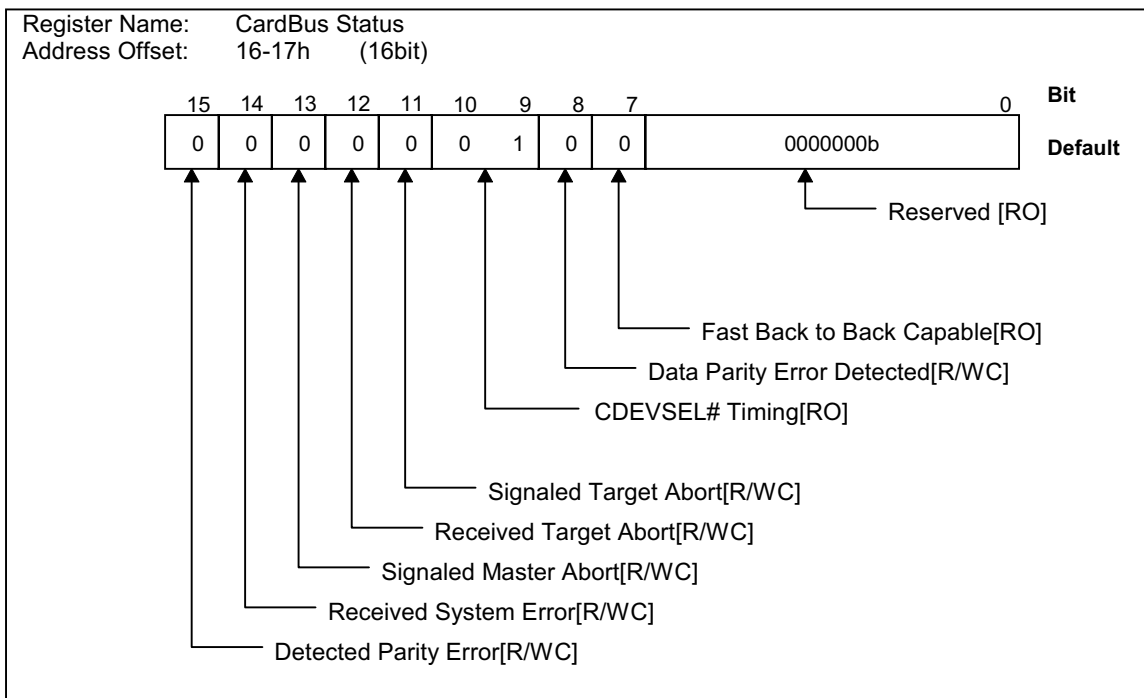 Register Name: CardBus Status
Address Offset: 16-17h (16bit)
15 14 13 12 11 10 9 8 7 0 Bit
0 0 0 0 0 0 1 0 0 0000000b Default
Reserved [RO]
Fast Back to Back Capable[RO]
Data Parity Error Detected[R/WC]
CDEVSEL# Timing[RO]
Signaled Target Abort[R/WC]
Received Target Abort[R/WC]
Signaled Master Abort[R/WC]
Received System Error[R/WC]
Detected Parity Error[R/WC]